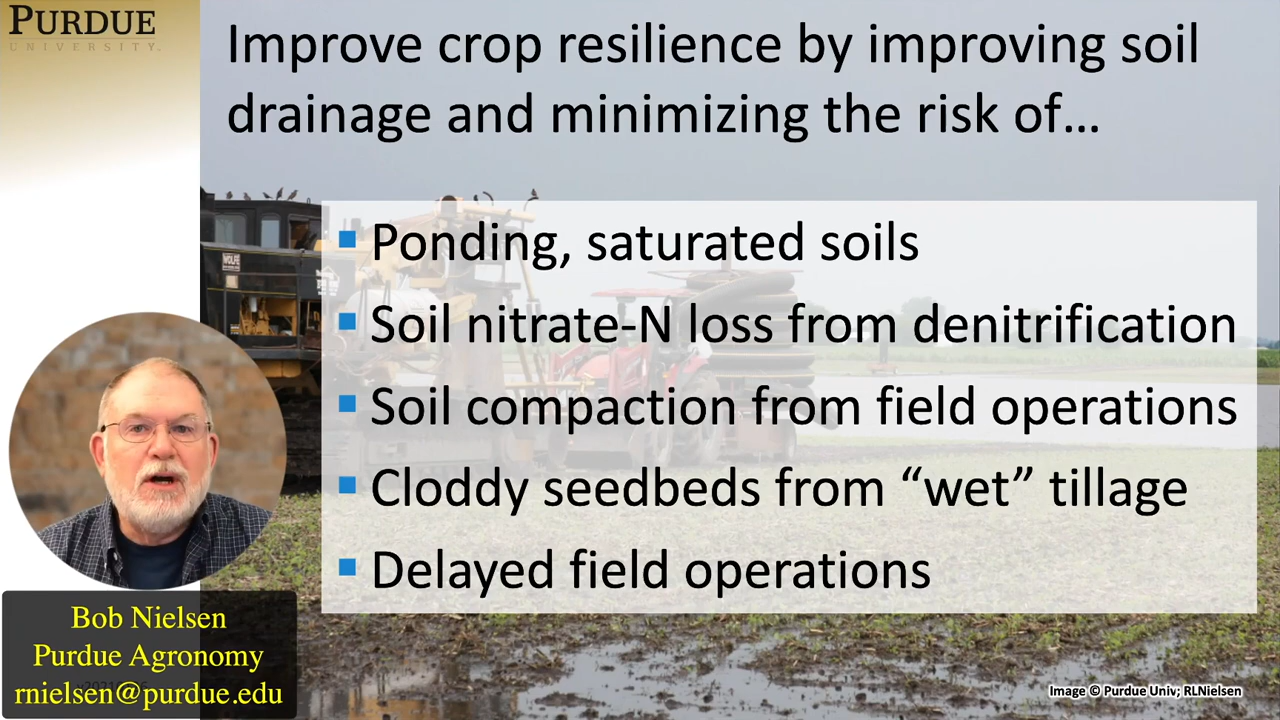 PURDUE
UNIVERSITY.
Improve crop resilience by improving soil
drainage and minimizing the risk of…
Ponding, saturated soils
Soil nitrate-N loss from denitrification
Soil compaction from field operations
Cloddy seedbeds from “wet” tillage
Delayed field operations
Bob Nielsen
Purdue Agronomy
rnielsen@purdue.edu
Image © Purdue Univ; RLNielsen